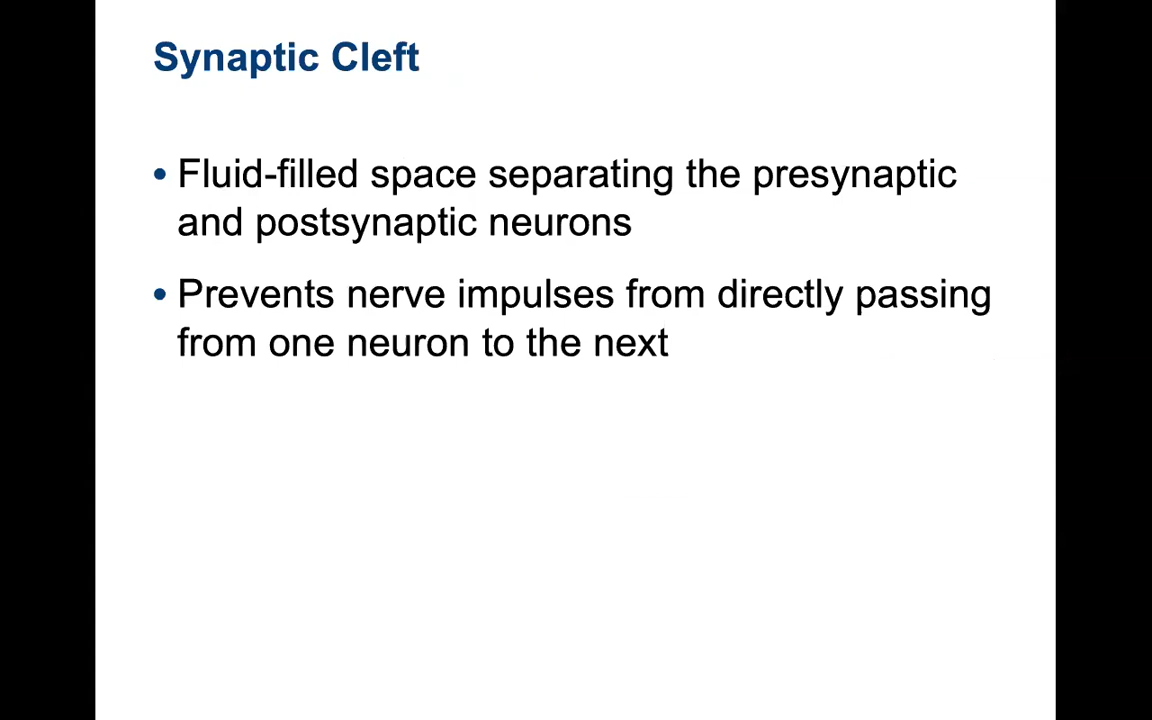 Synaptic Cleft
• Fluid-filled space separating the presynaptic
and postsynaptic neurons
• Prevents nerve impulses from directly passing
from one neuron to the next